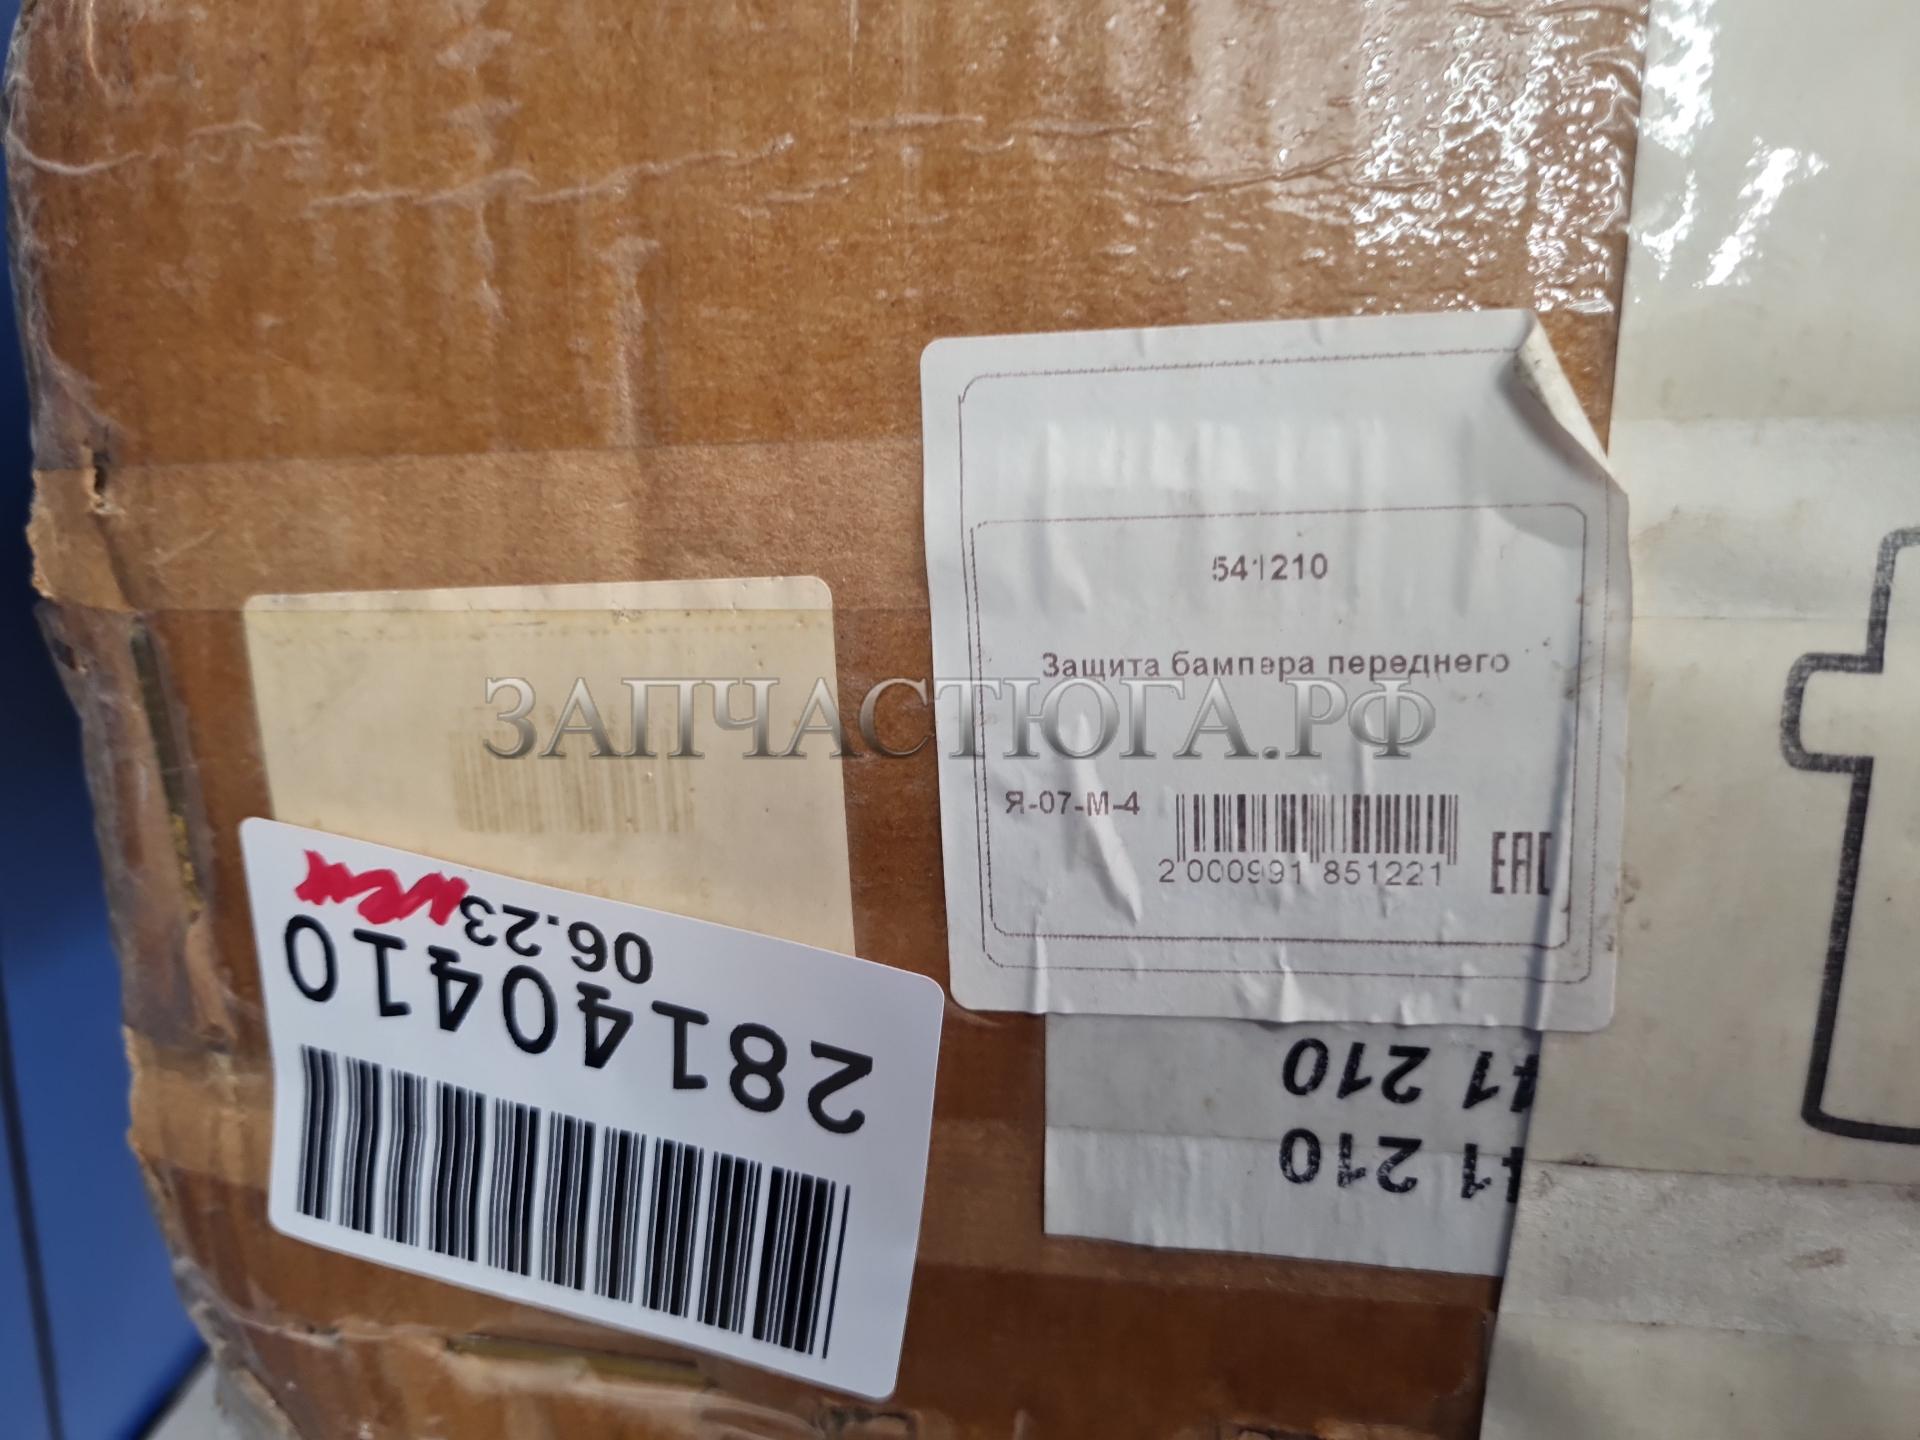 541210
Защита бампера переднего
ЗАПЧАСТЮГА.РФ
Я-07-М-4
2 000991 851221
EAC
06.23
28140410
41 210
41 210